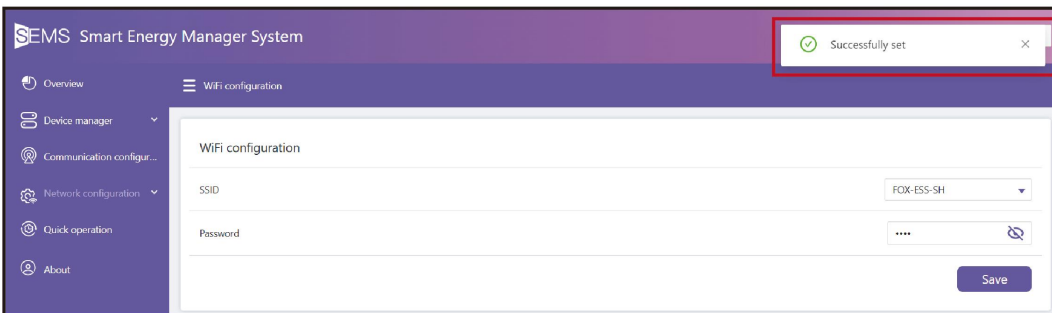 SEMS Smart Energy Manager System
Successfully set
Overview
WiFi configuration
Device manager
Communication configur...
Network configuration
Quick operation
About
WiFi configuration
SSID
FOX-ESS-SH
Password
••••
Save